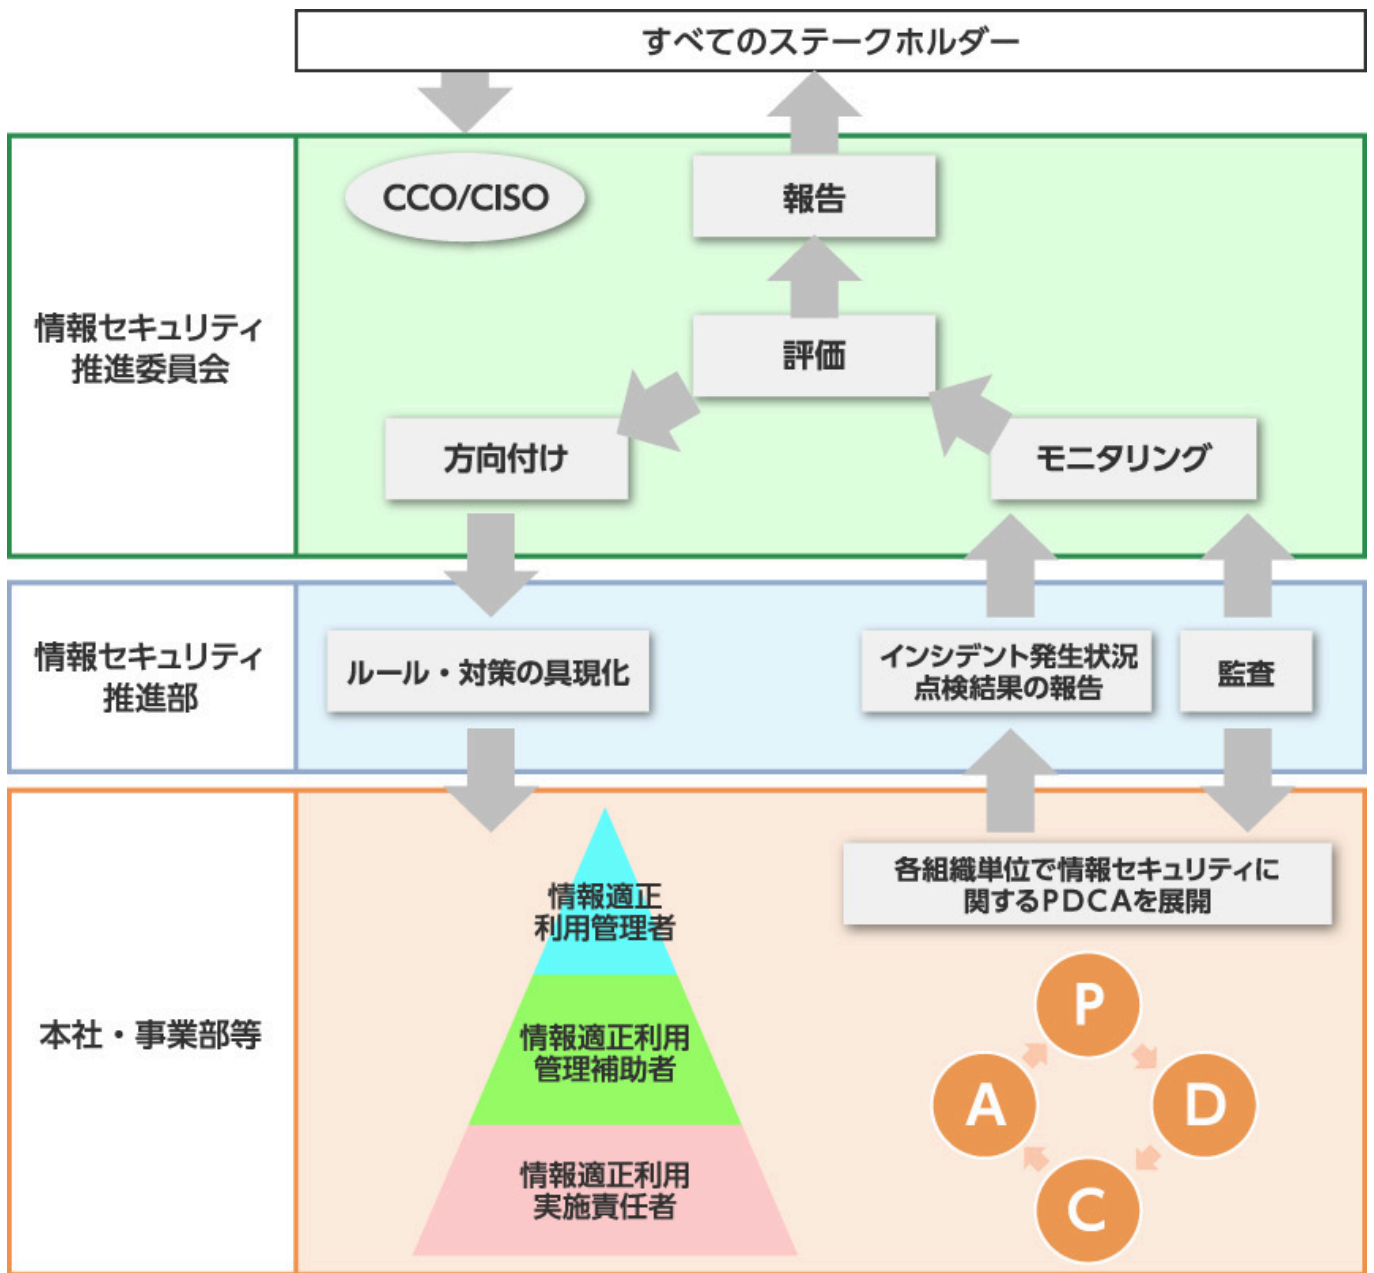 すべてのステークホルダー
情報セキュリティ
推進委員会
CCO/CISO
報告
評価
方向付け
モニタリング
情報セキュリティ
推進部
ルール・対策の具現化
インシデント発生状況
点検結果の報告
監査
本社・事業部等
情報適正
利用管理者
情報適正利用
管理補助者
情報適正利用
実施責任者
各組織単位で情報セキュリティに
関するPDCAを展開
P
D
C
A